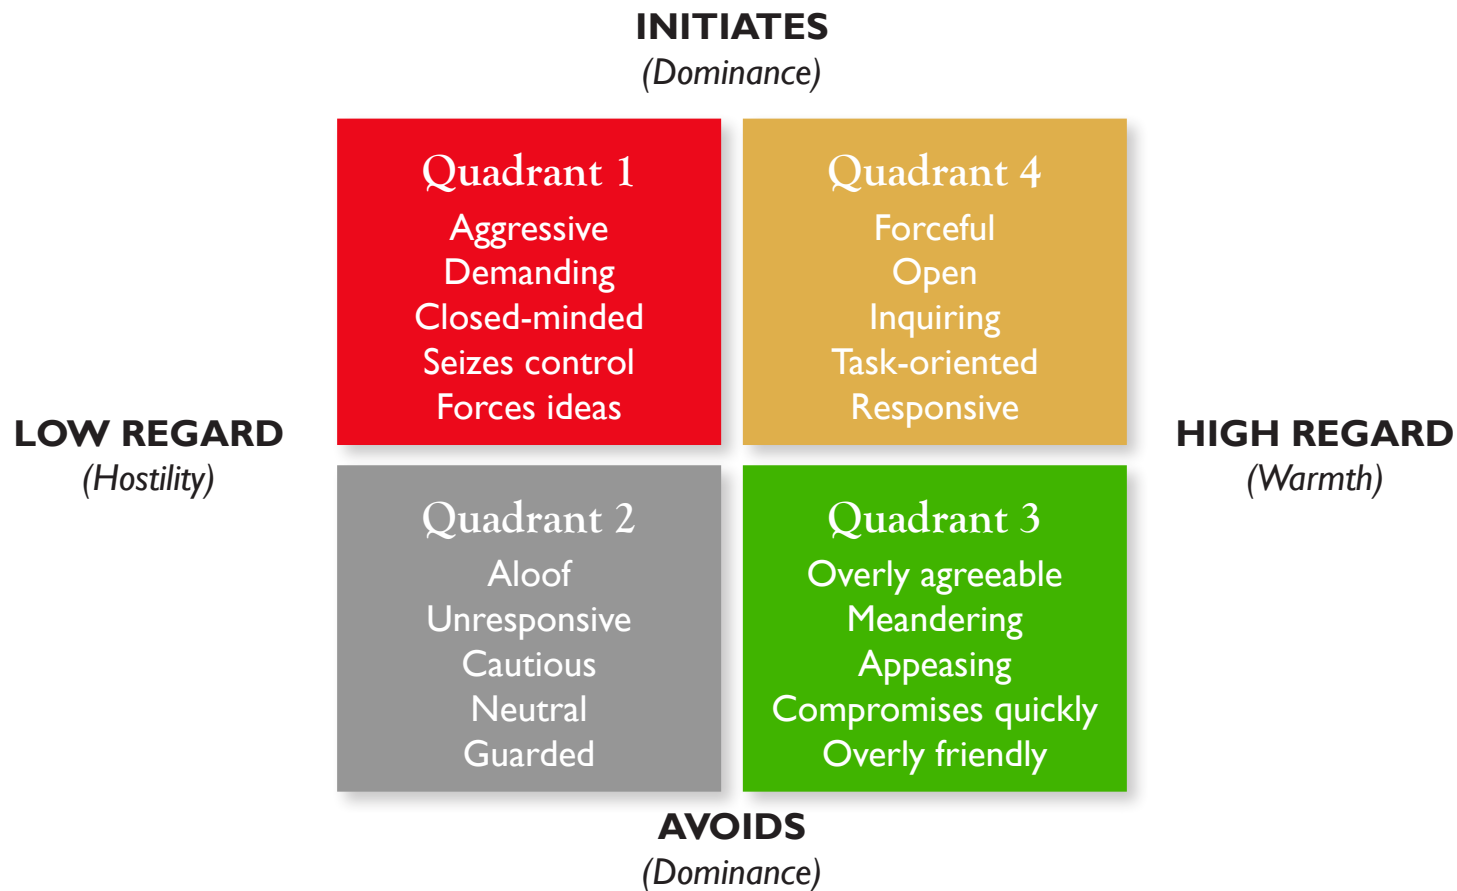 INITIATES
(Dominance)
Quadrant 1
Aggressive
Demanding
Closed-minded
Seizes control
Forces ideas
Quadrant 4
Forceful
Open
Inquiring
Task-oriented
Responsive
LOW REGARD
(Hostility)
HIGH REGARD
(Warmth)
Quadrant 2
Aloof
Unresponsive
Cautious
Neutral
Guarded
Quadrant 3
Overly agreeable
Meandering
Appeasing
Compromises quickly
Overly friendly
AVOIDS
(Dominance)